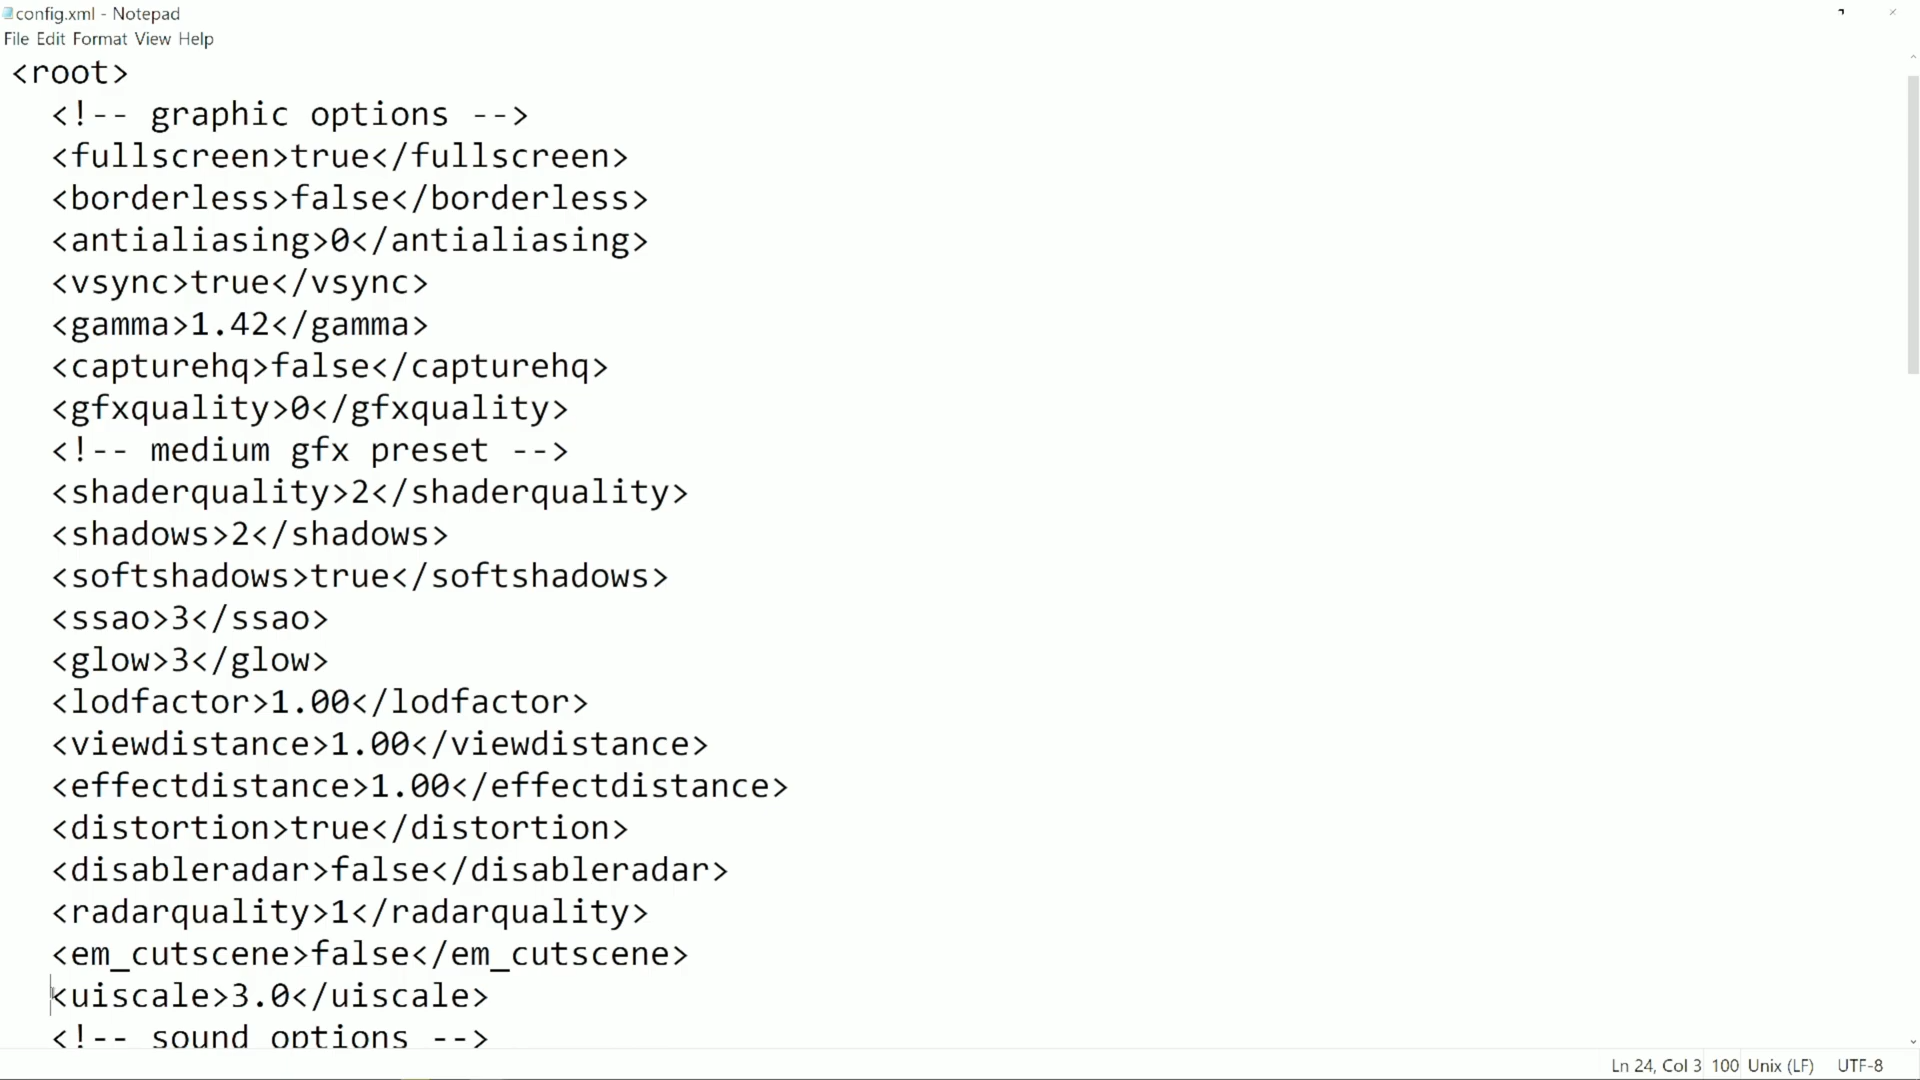 config.xml - Notepad
File Edit Format View Help
<root>
<!-- graphic options -->
<fullscreen>true</fullscreen>
<borderless>false</borderless>
<antialiasing>0</antialiasing>
<vsync>true</vsync>
<gamma>1.42</gamma>
<capturehq>false</capturehq>
<gfxquality>0</gfxquality>
<!-- medium gfx preset -->
<shaderquality>2</shaderquality>
<shadows>2</shadows>
<softshadows>true</softshadows>
<ssao>3</ssao>
<glow>3</glow>
<lodfactor>1.00</lodfactor>
<viewdistance>1.00</viewdistance>
<effectdistance>1.00</effectdistance>
<distortion>true</distortion>
<disableradar>false</disableradar>
<radarquality>1</radarquality>
<em_cutscene>false</em_cutscene>
<uiscale>3.0</uiscale>
<!-- sound options -->
Ln 24, Col 3 100 Unix (LF) UTF-8